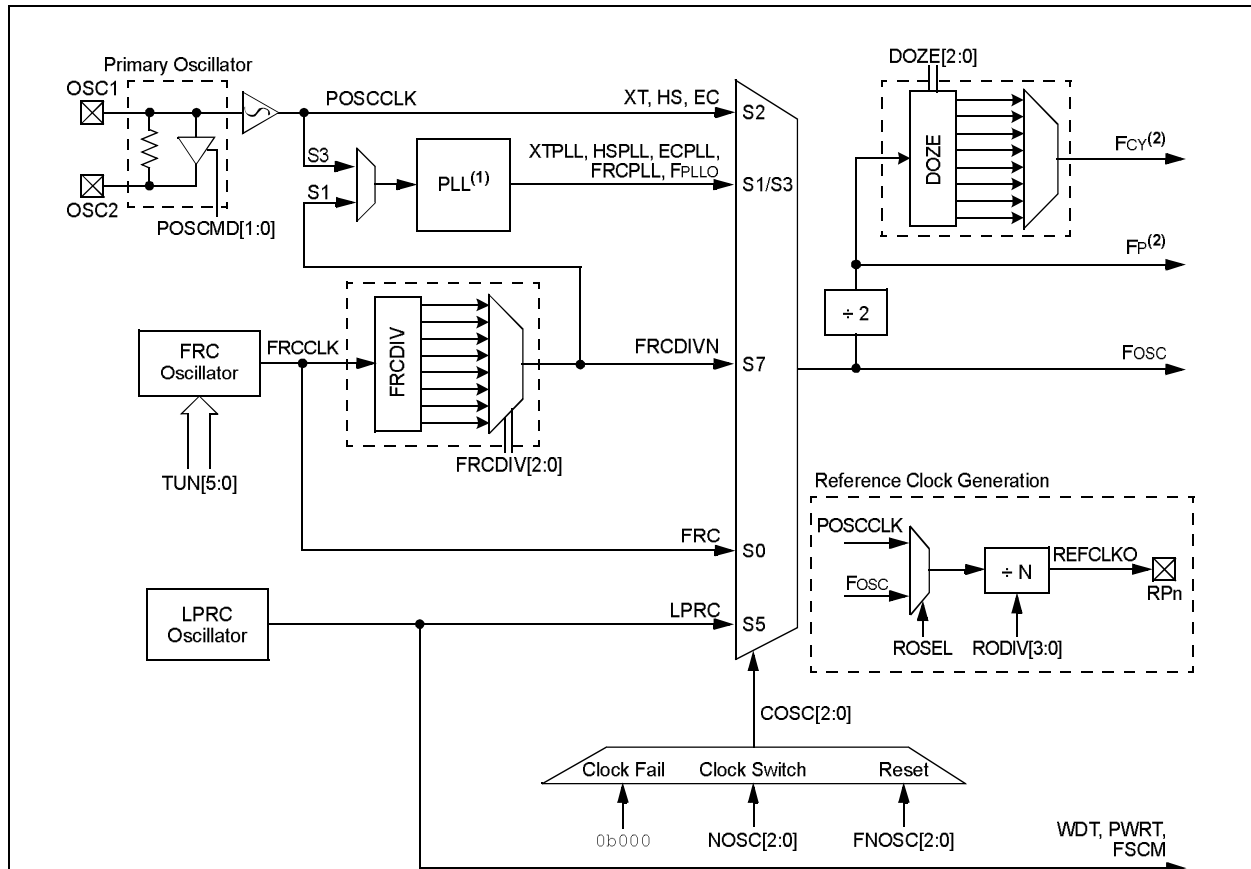 Primary Oscillator
OSC1
OSC2
POSCMD[1:0]
POSCCLK
XT, HS, EC
S2
S3
S1
PLL(1)
XTPLL, HSPLL, ECPLL,
FRCPLL, FPLLO
S1/S3
DOZE[2:0]
DOZE
FCY(2)
FP(2)
÷ 2
FOSC
FRC
Oscillator
FRCCLK
TUN[5:0]
FRCDIV
FRCDIV[2:0]
FRCDIVN
S7
FRC
S0
LPRC
Oscillator
LPRC
S5
Reference Clock Generation
POSCCLK
FOSC
ROSEL
÷ N
RODIV[3:0]
REFCLKO
RPn
COSC[2:0]
Clock Fail
Clock Switch
Reset
0b000
NOSC[2:0]
FNOSC[2:0]
WDT, PWRT,
FSCM